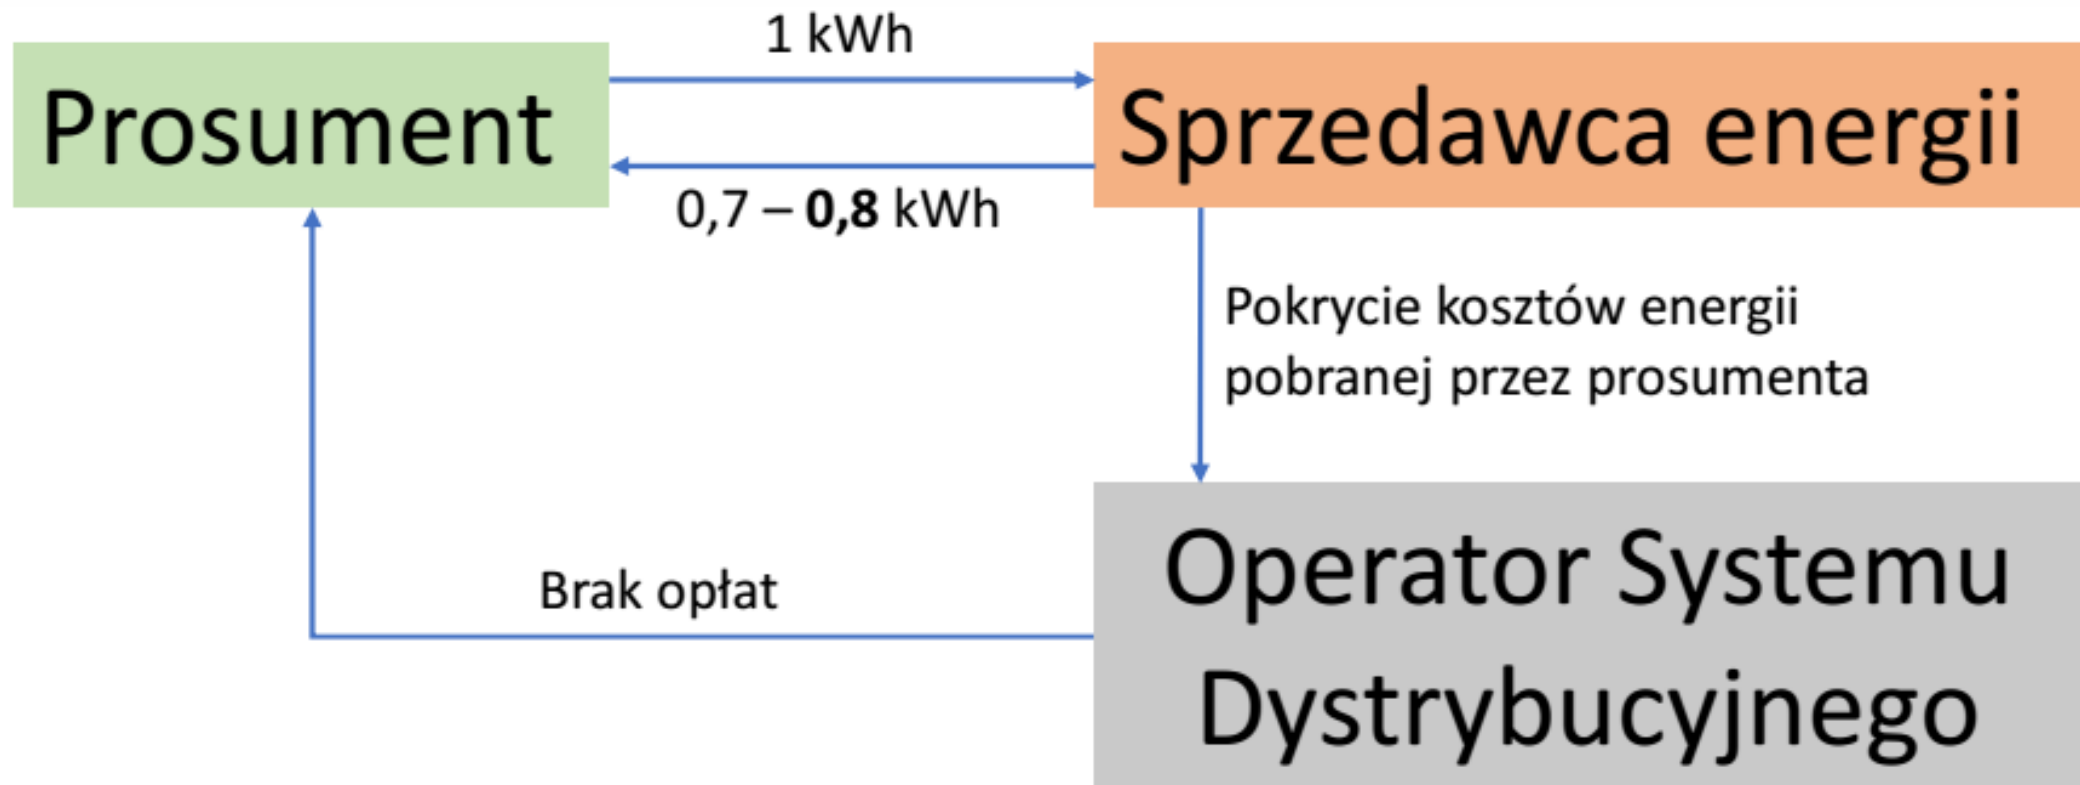 1 kWh
Prosument
Sprzedawca energii
0,7 – 0,8 kWh
Pokrycie kosztów energii
pobranej przez prosumenta
Brak opłat
Operator Systemu
Dystrybucyjnego